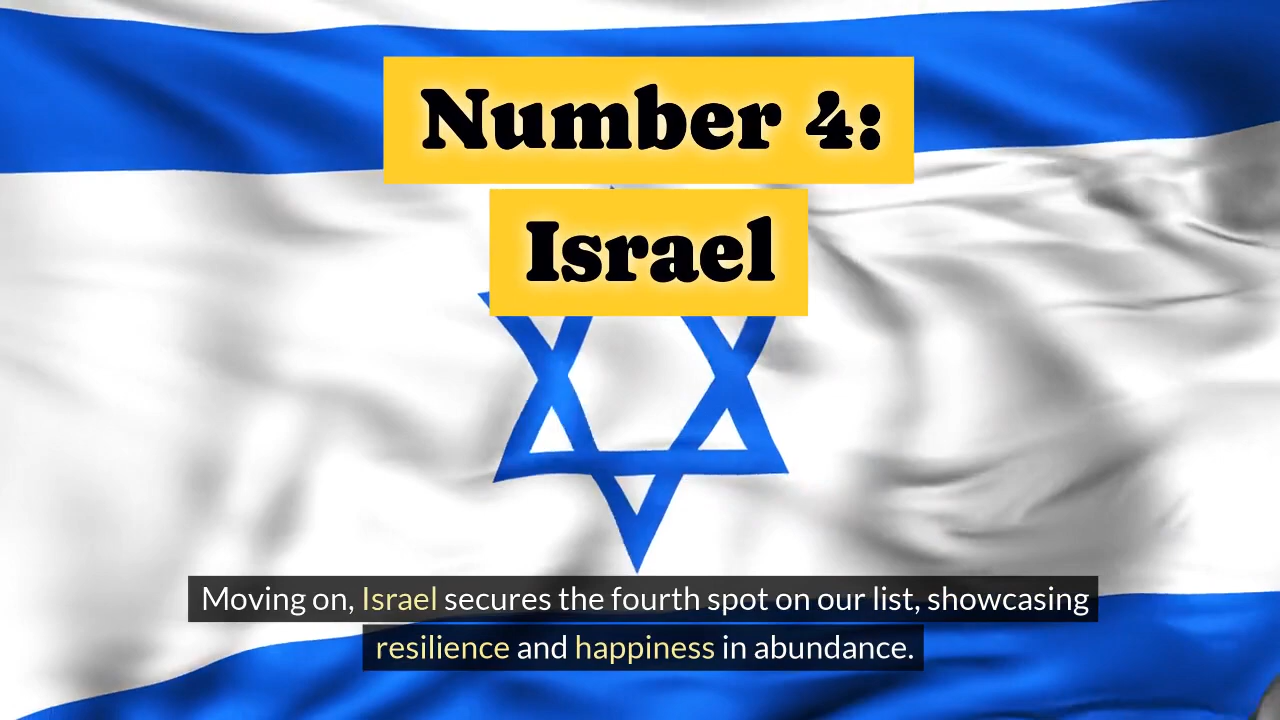 Number 4:
Israel
Moving on, Israel secures the fourth spot on our list, showcasing
resilience and happiness in abundance.